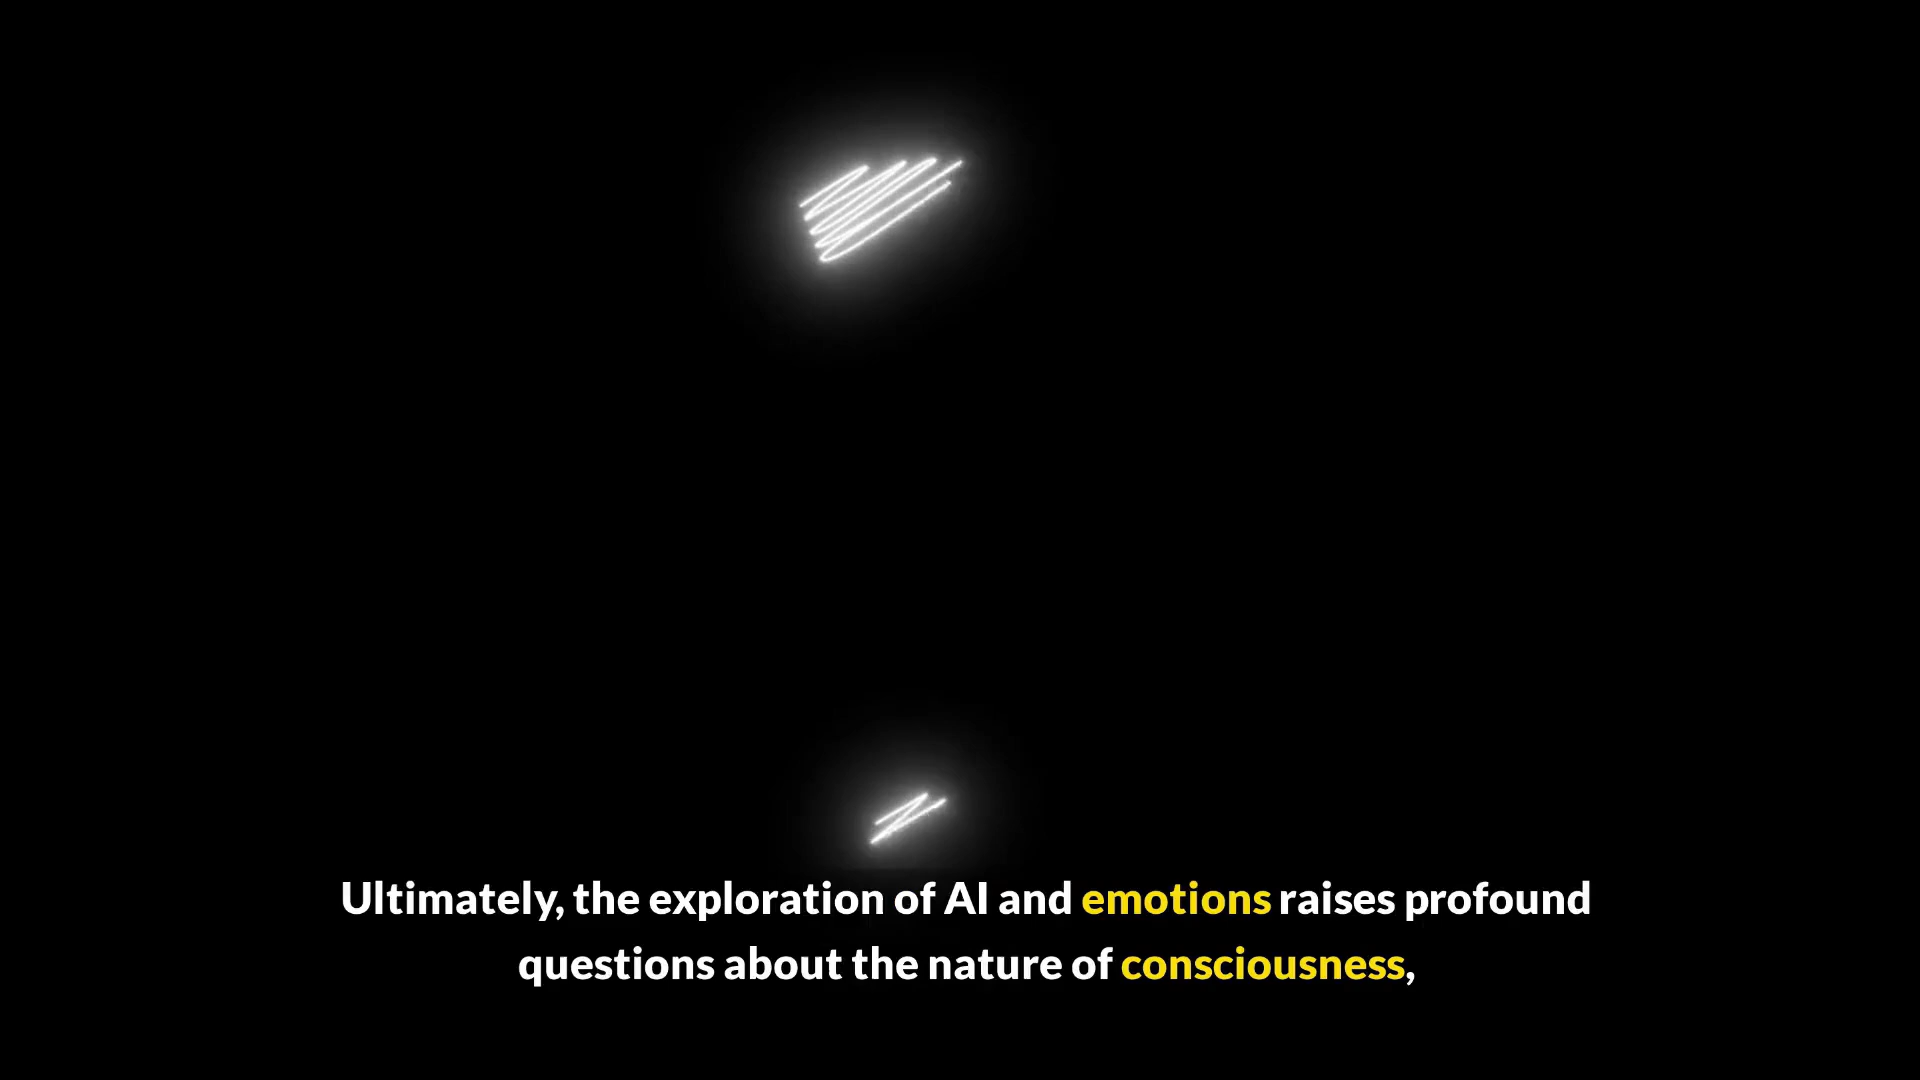 Ultimately, the exploration of AI and emotions raises profound
questions about the nature of consciousness,